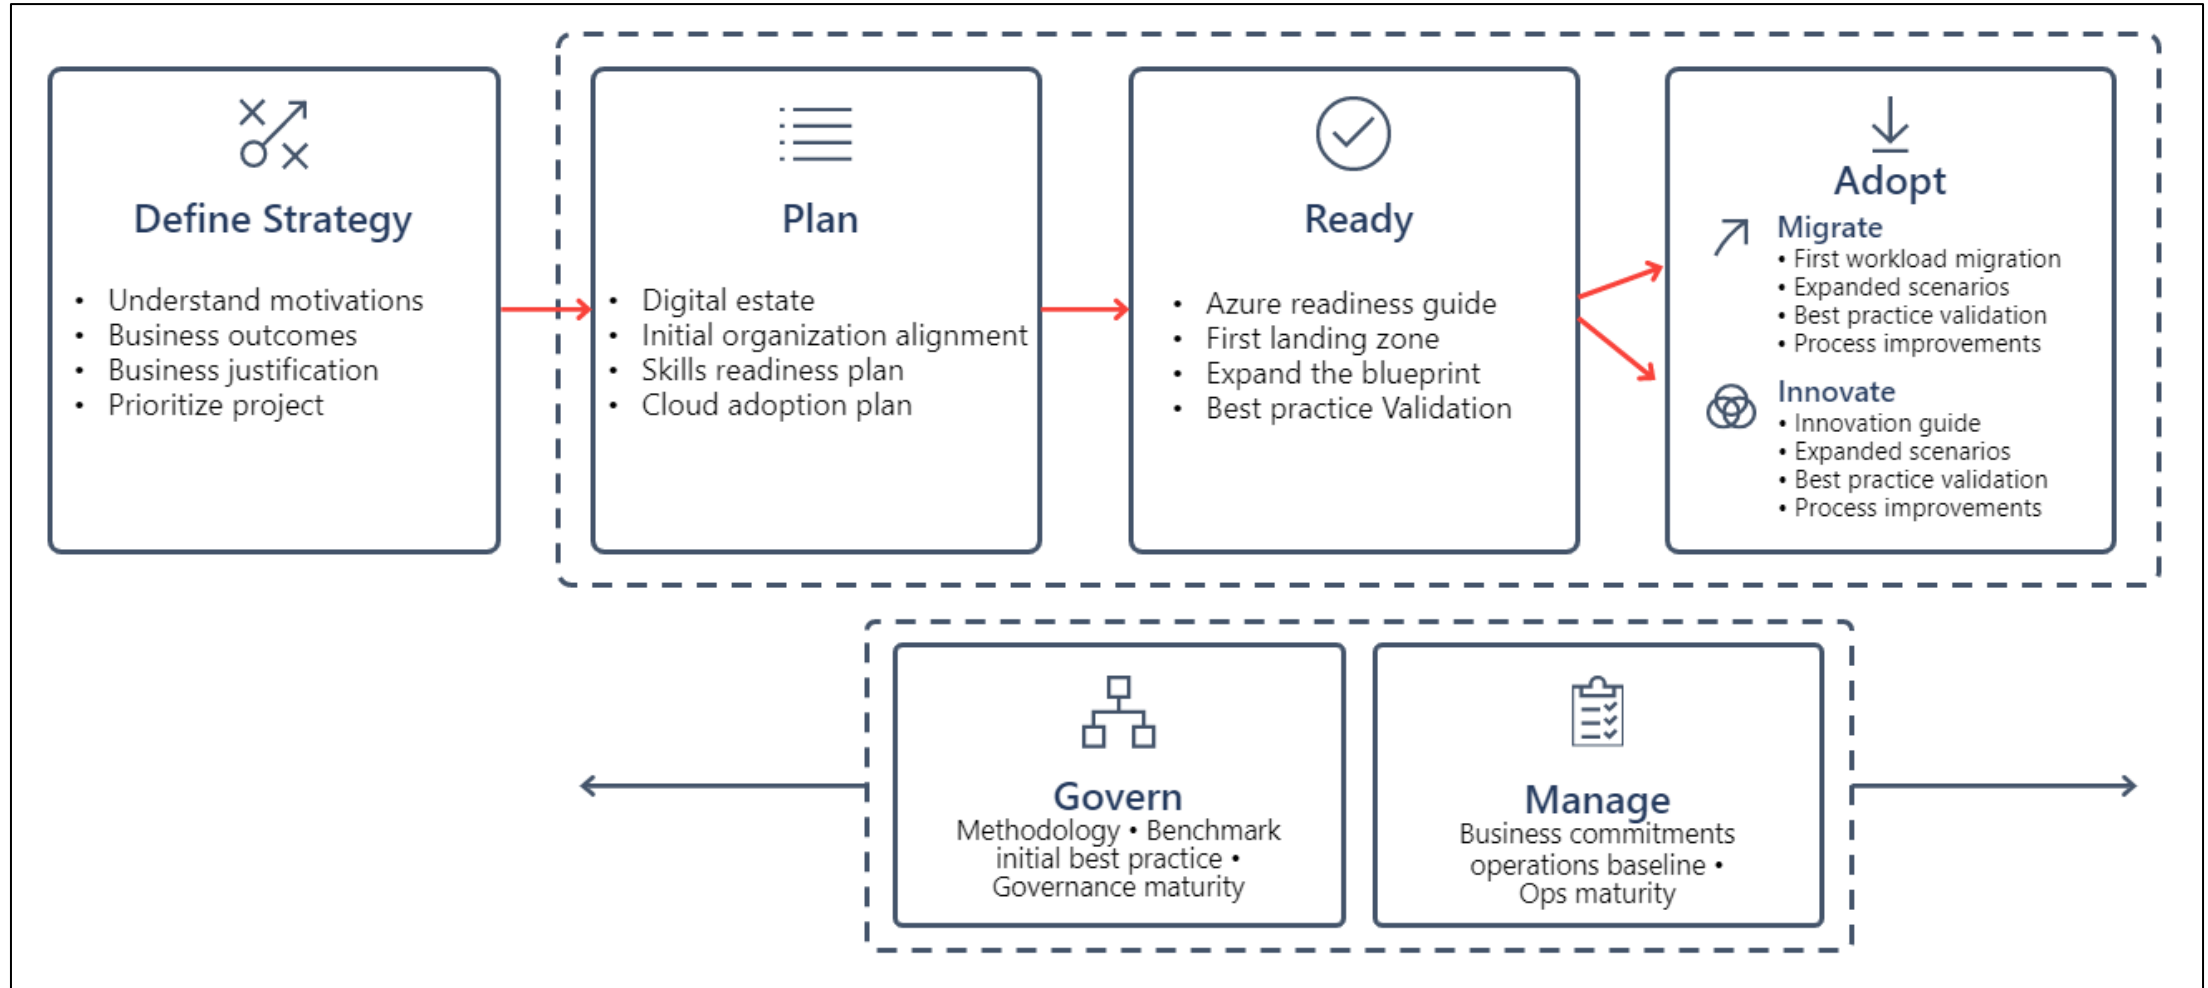 Define Strategy
• Understand motivations
• Business outcomes
• Business justification
• Prioritize project
Plan
• Digital estate
• Initial organization alignment
• Skills readiness plan
• Cloud adoption plan
Ready
• Azure readiness guide
• First landing zone
• Expand the blueprint
• Best practice Validation
Adopt
Migrate
• First workload migration
• Expanded scenarios
• Best practice validation
• Process improvements
Innovate
• Innovation guide
• Expanded scenarios
• Best practice validation
• Process improvements
Govern
Methodology • Benchmark
initial best practice •
Governance maturity
Manage
Business commitments
operations baseline •
Ops maturity